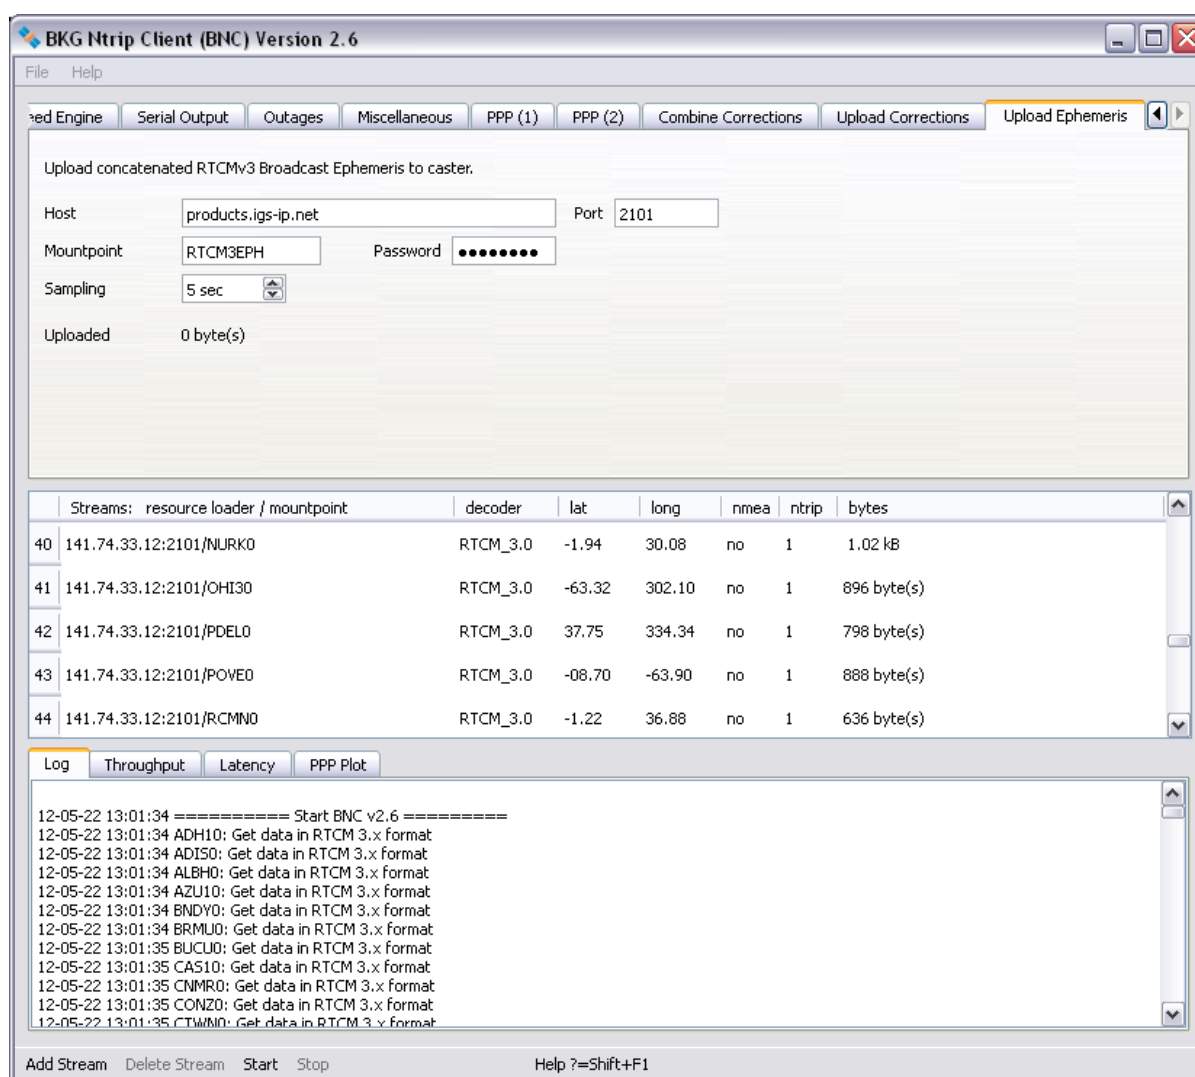 BKG Ntrip Client (BNC) Version 2.6
File Help
eed Engine Serial Output Outages Miscellaneous PPP (1) PPP (2) Combine Corrections Upload Corrections Upload Ephemeris
Upload concatenated RTCMv3 Broadcast Ephemeris to caster.
Host products.igs-ip.net Port 2101
Mountpoint RTCM3EPH Password ●●●●●●●●
Sampling 5 sec
Uploaded 0 byte(s)
Streams: resource loader / mountpoint decoder lat long nmea ntrip bytes
40 141.74.33.12:2101/NURK0 RTCM_3.0 -1.94 30.08 no 1 1.02 kB
41 141.74.33.12:2101/OHI30 RTCM_3.0 -63.32 302.10 no 1 896 byte(s)
42 141.74.33.12:2101/PDEL0 RTCM_3.0 37.75 334.34 no 1 798 byte(s)
43 141.74.33.12:2101/POVE0 RTCM_3.0 -08.70 -63.90 no 1 888 byte(s)
44 141.74.33.12:2101/RCMN0 RTCM_3.0 -1.22 36.88 no 1 636 byte(s)
Log Throughput Latency PPP Plot
12-05-22 13:01:34 ========== Start BNC v2.6 =========
12-05-22 13:01:34 ADH10: Get data in RTCM 3.x format
12-05-22 13:01:34 ADIS0: Get data in RTCM 3.x format
12-05-22 13:01:34 ALBH0: Get data in RTCM 3.x format
12-05-22 13:01:34 AZU10: Get data in RTCM 3.x format
12-05-22 13:01:34 BNDY0: Get data in RTCM 3.x format
12-05-22 13:01:34 BRMU0: Get data in RTCM 3.x format
12-05-22 13:01:35 BUCU0: Get data in RTCM 3.x format
12-05-22 13:01:35 CAS10: Get data in RTCM 3.x format
12-05-22 13:01:35 CNMR0: Get data in RTCM 3.x format
12-05-22 13:01:35 CONZ0: Get data in RTCM 3.x format
12-05-22 13:01:35 CTWN0: Get data in RTCM 3.x format
Add Stream Delete Stream Start Stop Help ?=Shift+F1